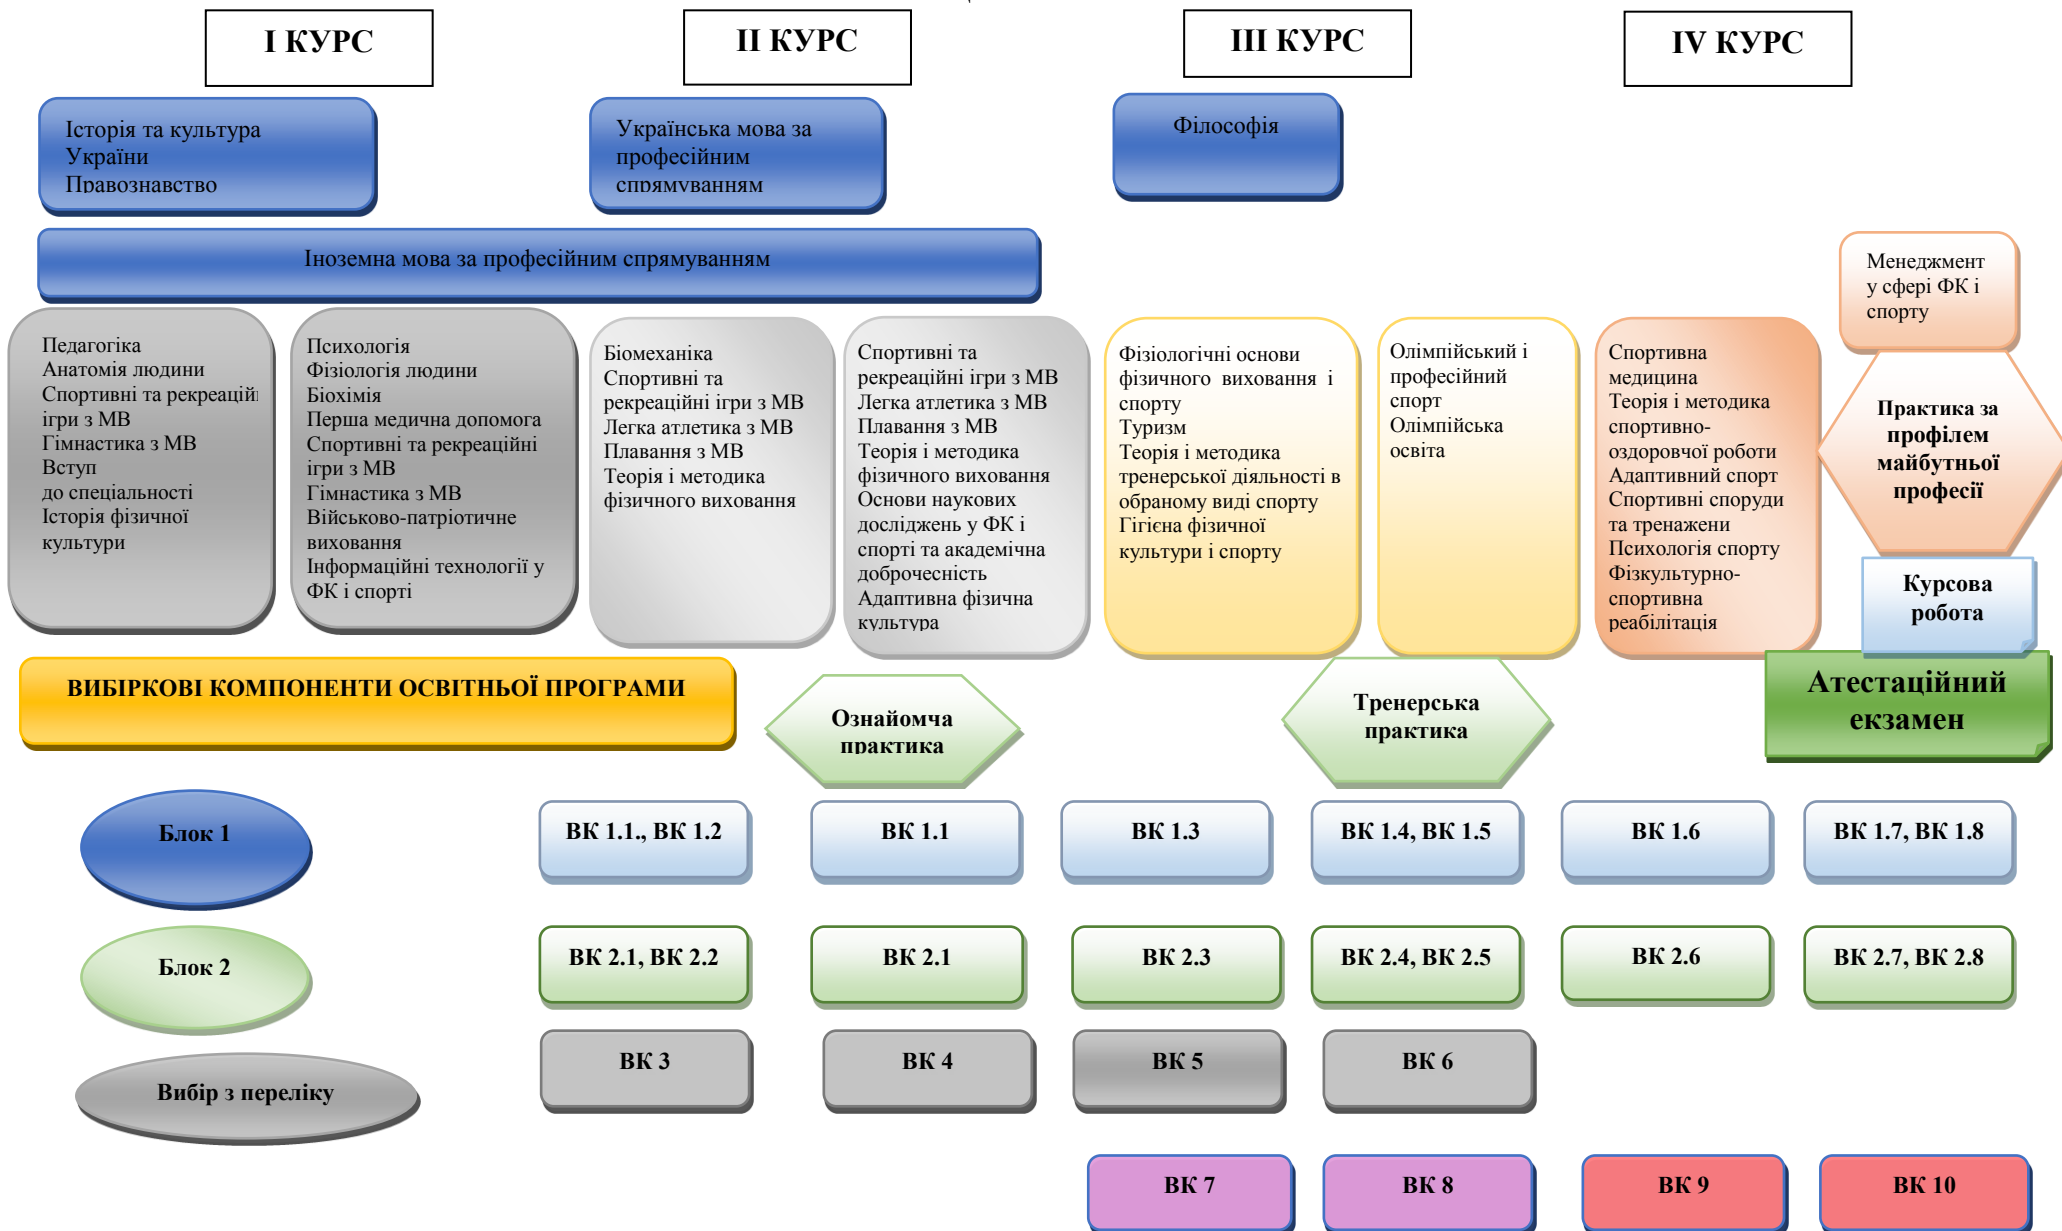 І КУРС
ІІ КУРС
ІІІ КУРС
IV КУРС
Історія та культура
України
Правознавство
Українська мова за
професійним
спрямуванням
Філософія
Іноземна мова за професійним спрямуванням
Менеджмент
у сфері ФК і
спорту
Педагогіка
Анатомія людини
Спортивні та рекреаційі
ігри з МВ
Гімнастика з МВ
Вступ
до спеціальності
Історія фізичної
культури
Психологія
Фізіологія людини
Біохімія
Перша медична допомога
Спортивні та рекреаційні
ігри з МВ
Гімнастика з МВ
Військово-патріотичне
виховання
Інформаційні технології у
ФК і спорті
Біомеханіка
Спортивні та
рекреаційні ігри з МВ
Легка атлетика з МВ
Плавання з МВ
Теорія і методика
фізичного виховання
Спортивні та
рекреаційні ігри з МВ
Легка атлетика з МВ
Плавання з МВ
Теорія і методика
фізичного виховання
Основи наукових
досліджень у ФК і
спорті та академічна
доброчесність
Адаптивна фізична
культура
Фізіологічні основи
фізичного виховання і
спорту
Туризм
Теорія і методика
тренерської діяльності в
обраному виді спорту
Гігієна фізичної
культури і спорту
Олімпійський і
професійний
спорт
Олімпійська
освіта
Спортивна
медицина
Теорія і методика
спортивно-
оздоровчої роботи
Адаптивний спорт
Спортивні споруди
та тренажени
Психологія спорту
Фізкультурно-
спортивна
реабілітація
Практика за
профілем
майбутньої
професії
Курсова
робота
ВИБІРКОВІ КОМПОНЕНТИ ОСВІТНЬОЇ ПРОГРАМИ
Ознайомча
практика
Тренерська
практика
Атестаційний
екзамен
Блок 1
ВК 1.1., ВК 1.2
ВК 1.1
ВК 1.3
ВК 1.4, ВК 1.5
ВК 1.6
ВК 1.7, ВК 1.8
Блок 2
ВК 2.1, ВК 2.2
ВК 2.1
ВК 2.3
ВК 2.4, ВК 2.5
ВК 2.6
ВК 2.7, ВК 2.8
Вибір з переліку
ВК 3
ВК 4
ВК 5
ВК 6
ВК 7
ВК 8
ВК 9
ВК 10